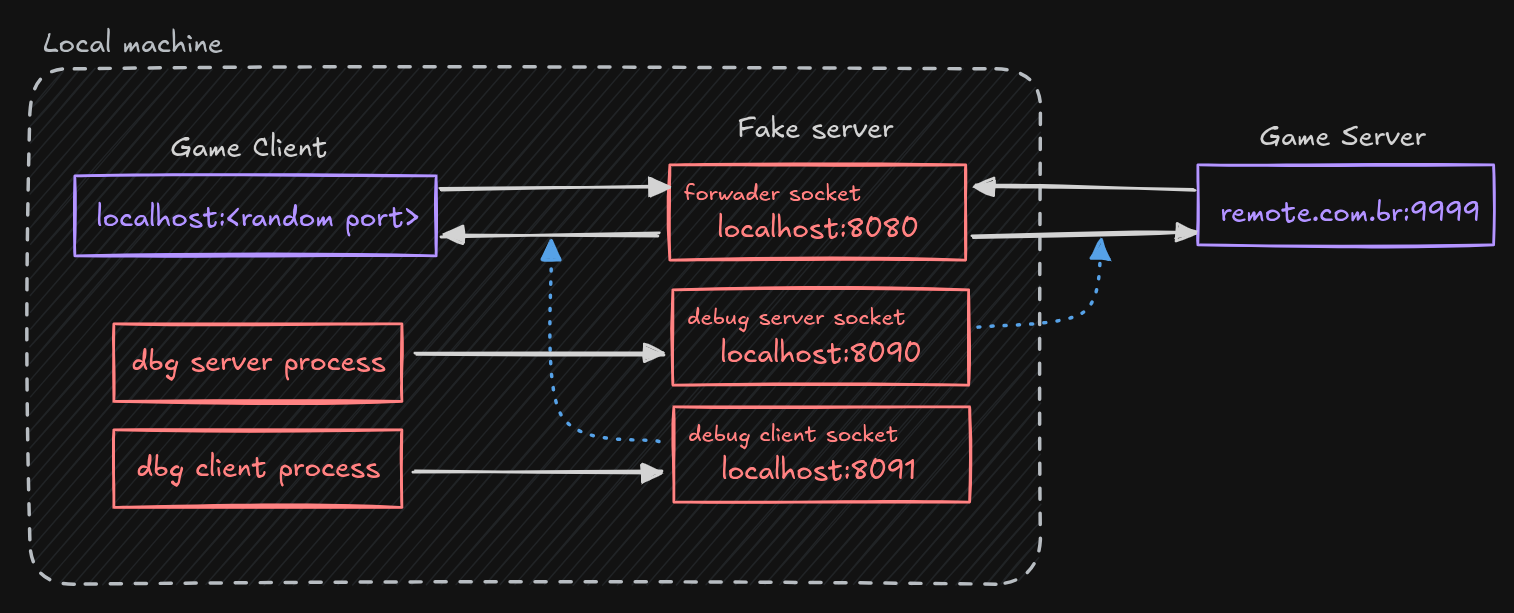 Local machine
Game Client
localhost:<random port>
Fake server
forwader socket
localhost:8080
Game Server
remote.com.br:9999
dbg server process
debug server socket
localhost:8090
dbg client process
debug client socket
localhost:8091